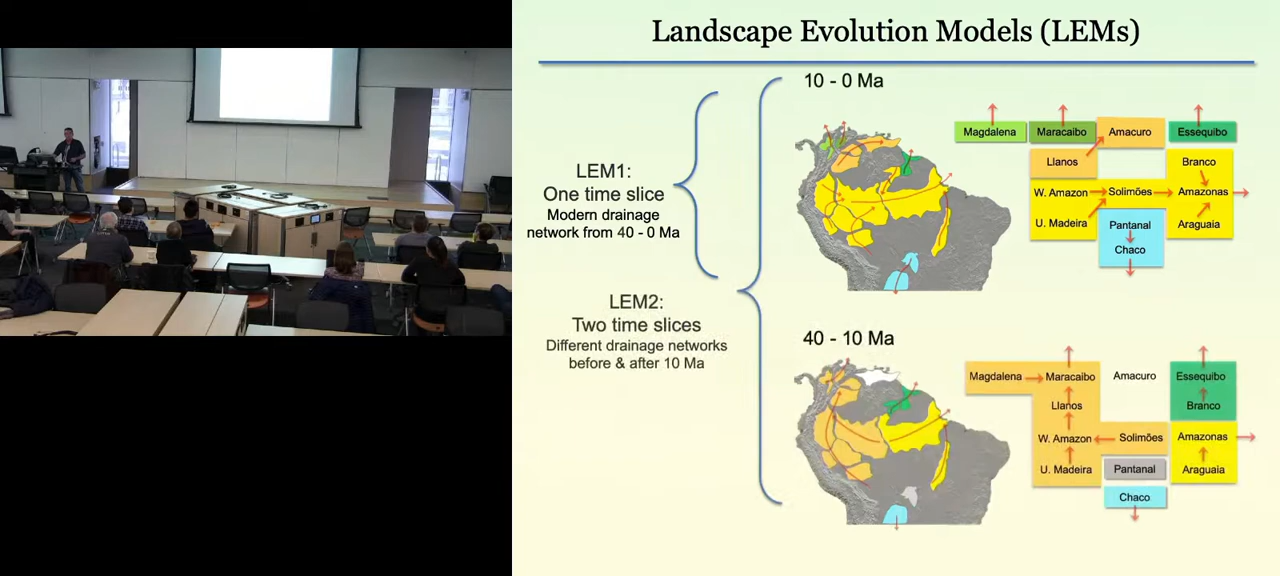 Landscape Evolution Models (LEMs)
10 - 0 Ma
Magdalena
Maracaibo
Amacuro
Essequibo
Llanos
Branco
W. Amazon
Solimões
Amazonas
U. Madeira
Pantanal
Araguaia
Chaco
LEM1:
One time slice
Modern drainage
network from 40 - 0 Ma
LEM2:
Two time slices
Different drainage networks
before & after 10 Ma
40 - 10 Ma
Magdalena
Maracaibo
Amacuro
Essequibo
Llanos
Branco
W. Amazon
Solimões
Amazonas
U. Madeira
Pantanal
Araguaia
Chaco